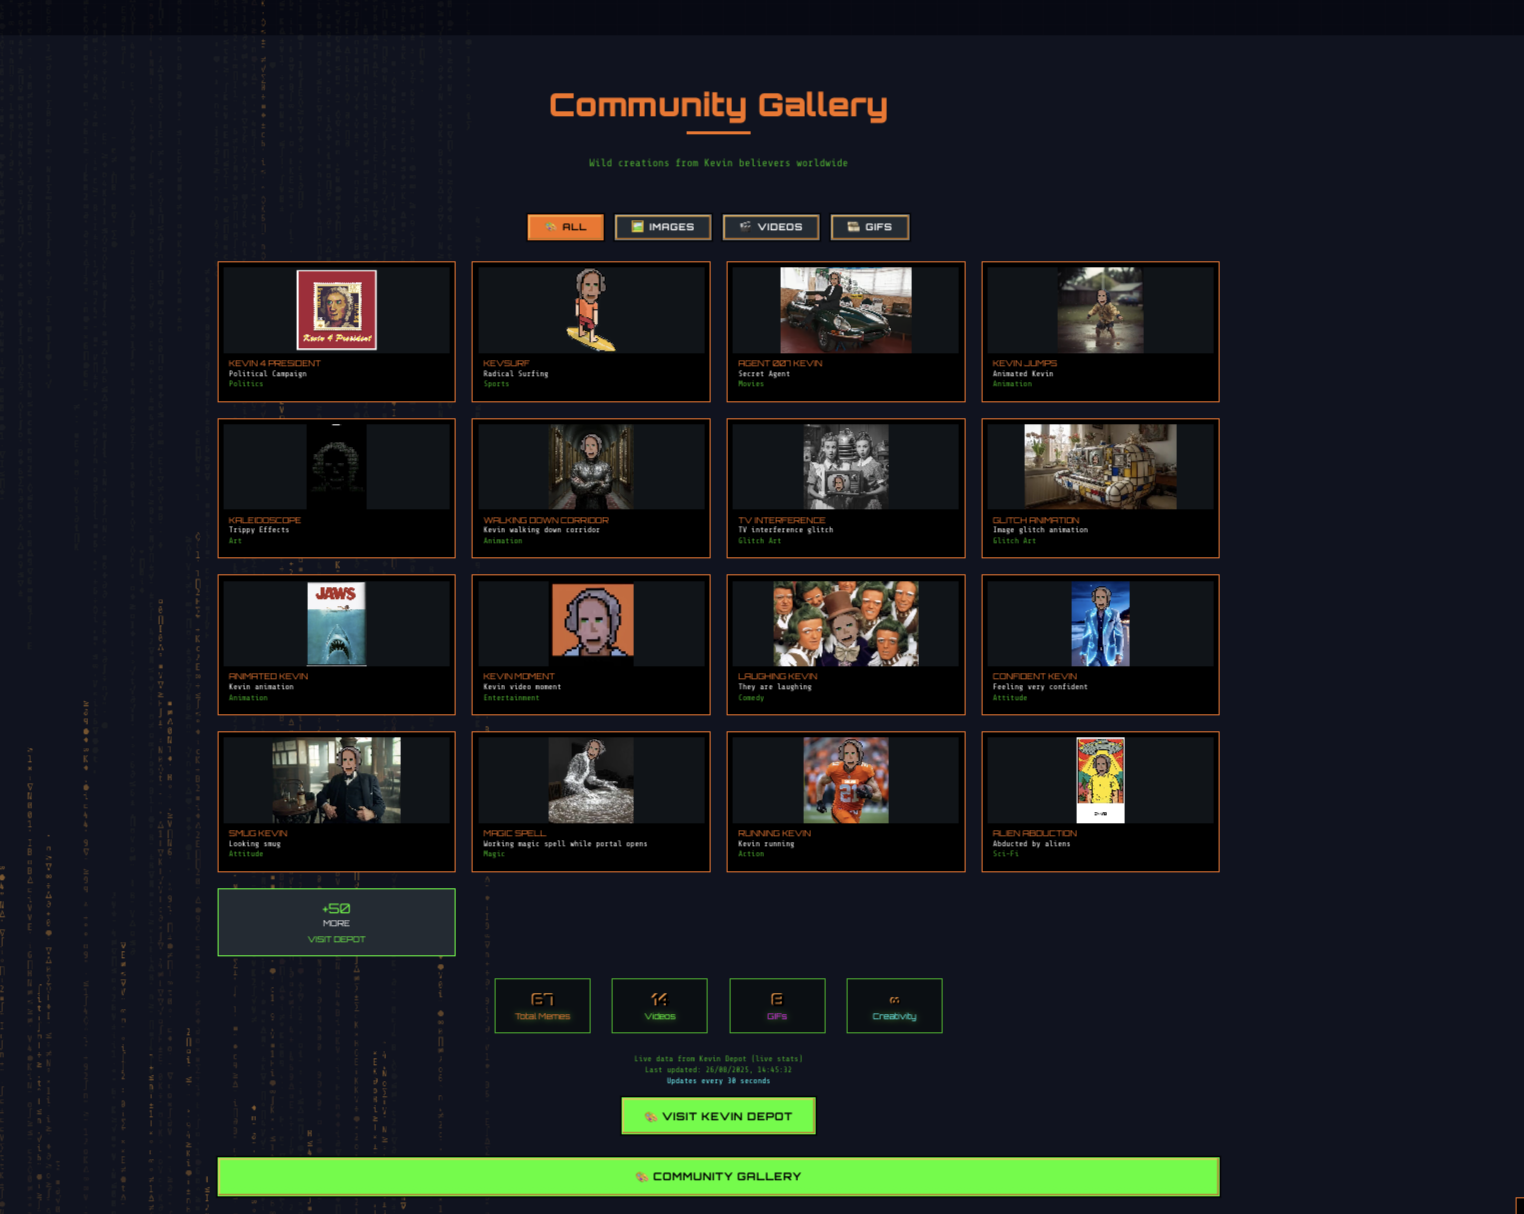 Community Gallery
Wild creations from Kevin believers worldwide
ALL
IMAGES
VIDEOS
GIFS
Kevin 4 President
KEVIN 4 PRESIDENT
Political Campaign
Politics
KEVSURF
Radical Surfing
Sports
AGENT 007 KEVIN
Secret Agent
Movies
KEVIN JUMPS
Animated Kevin
Animation
KALEIDOSCOPE
Trippy Effects
Art
WALKING DOWN CORRIDOR
Kevin walking down corridor
Animation
TV INTERFERENCE
TV interference glitch
Glitch Art
GLITCH ANIMATION
Image glitch animation
Glitch Art
JAWS
ANIMATED KEVIN
Kevin animation
Animation
KEVIN MOMENT
Kevin video moment
Entertainment
LAUGHING KEVIN
They are laughing
Comedy
CONFIDENT KEVIN
Feeling very confident
Attitude
SMUG KEVIN
Looking smug
Attitude
MAGIC SPELL
Working magic spell while portal opens
Magic
21
RUNNING KEVIN
Kevin running
Action
ALIEN ABDUCTION
Abducted by aliens
Sci-Fi
+50
MORE
VISIT DEPOT
67
Total Memes
14
Videos
GIFs
∞
Creativity
Live data from Kevin Depot [live stats]
Last updated: 26/08/2025, 14:45:32
Updates every 30 seconds
VISIT KEVIN DEPOT
COMMUNITY GALLERY